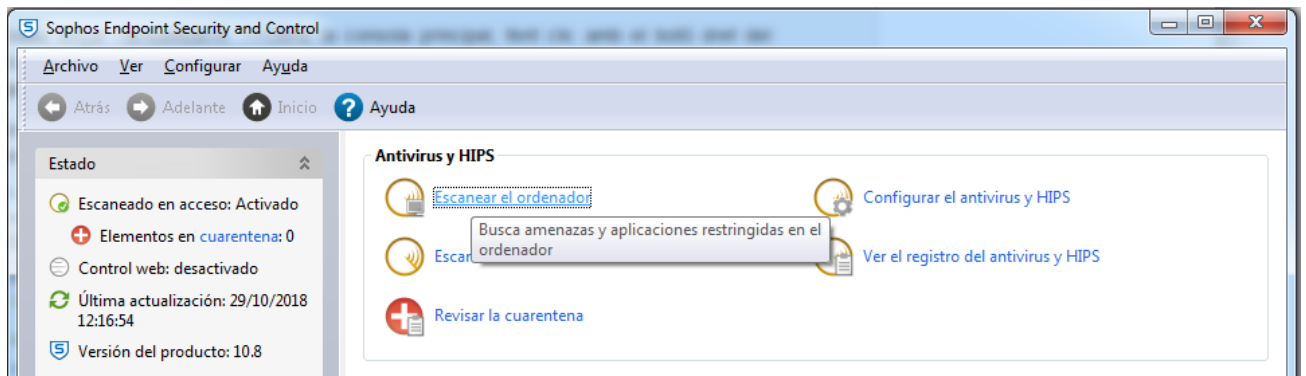 Sophos Endpoint Security and Control
Archivo Ver Configurar Ayuda
Atrás Adelante Inicio Ayuda
Estado
Escaneado en acceso: Activado
Elementos en cuarentena: 0
Control web: desactivado
Última actualización: 29/10/2018
12:16:54
Versión del producto: 10.8
Antivirus y HIPS
Escanear el ordenador
Configurar el antivirus y HIPS
Busca amenazas y aplicaciones restringidas en el
ordenador
Escan
Ver el registro del antivirus y HIPS
Revisar la cuarentena